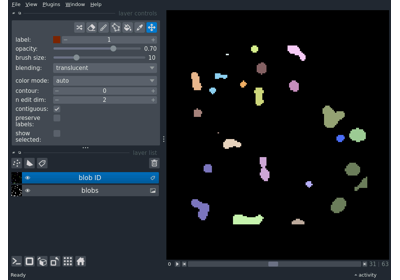 File View Plugins Window Help
layer controls
label: 1
opacity: 0.70
brush size: 10
blending: translucent
color mode: auto
contour: 0
n edit dim: 2
contiguous: ✓
preserve
labels:
show
selected:
layer list
blob ID
blobs
31 63
Ready
activity